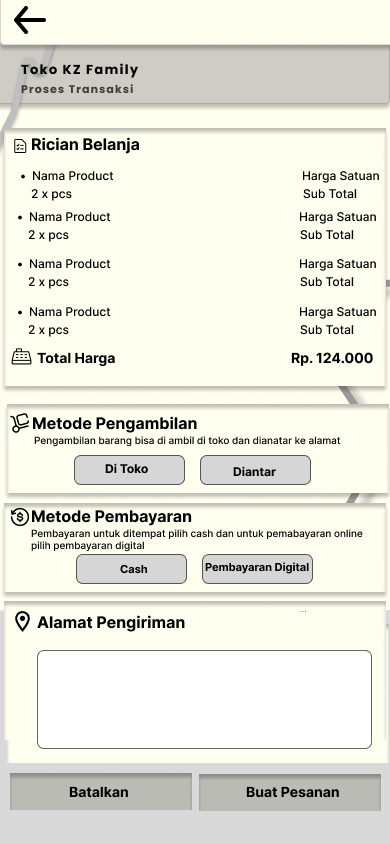 Toko KZ Family
Proses Transaksi
Rician Belanja
• Nama Product Harga Satuan
2 x pcs Sub Total
• Nama Product Harga Satuan
2 x pcs Sub Total
• Nama Product Harga Satuan
2 x pcs Sub Total
• Nama Product Harga Satuan
2 x pcs Sub Total
Total Harga Rp. 124.000
Metode Pengambilan
Pengambilan barang bisa di ambil di toko dan dianatar ke alamat
Di Toko Diantar
Metode Pembayaran
Pembayaran untuk ditempat pilih cash dan untuk pemabayaran online
pilih pembayaran digital
Cash Pembayaran Digital
...
Alamat Pengiriman
Batalkan Buat Pesanan